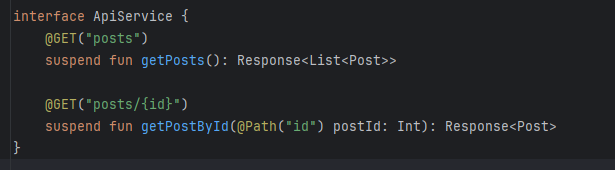 interface ApiService {
    @GET("posts")
    suspend fun getPosts(): Response<List<Post>>

    @GET("posts/{id}")
    suspend fun getPostById(@Path("id") postId: Int): Response<Post>
}